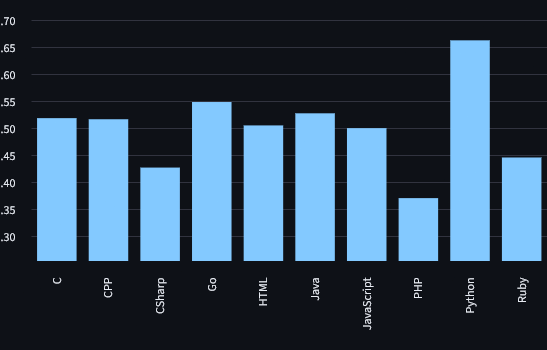 .70
.65
.60
.55
.50
.45
.40
.35
.30
C
CPP
CSharp
Go
HTML
Java
JavaScript
PHP
Python
Ruby